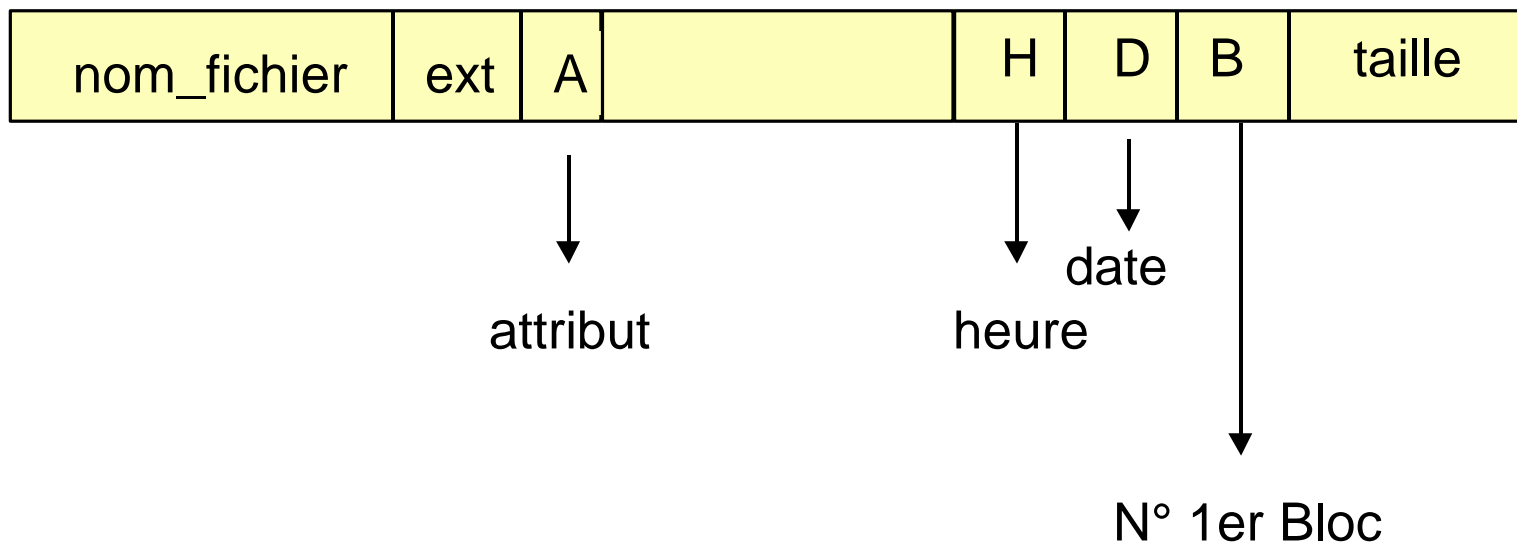 nom_fichier ext A H D B taille
date
attribut heure
N° 1er Bloc